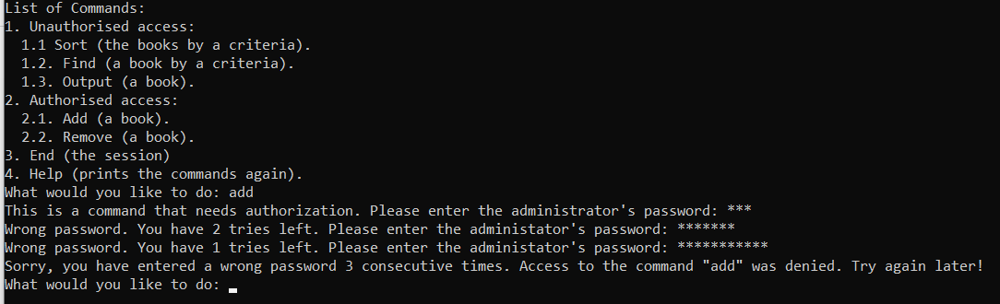 List of Commands:
1. Unauthorised access:
1.1 Sort (the books by a criteria).
1.2. Find (a book by a criteria).
1.3. Output (a book).
2. Authorised access:
2.1. Add (a book).
2.2. Remove (a book).
3. End (the session)
4. Help (prints the commands again).
What would you like to do: add
This is a command that needs authorization. Please enter the administrator's password: ***
Wrong password. You have 2 tries left. Please enter the administator's password: *******
Wrong password. You have 1 tries left. Please enter the administator's password: ***********
Sorry, you have entered a wrong password 3 consecutive times. Access to the command "add" was denied. Try again later!
What would you like to do: